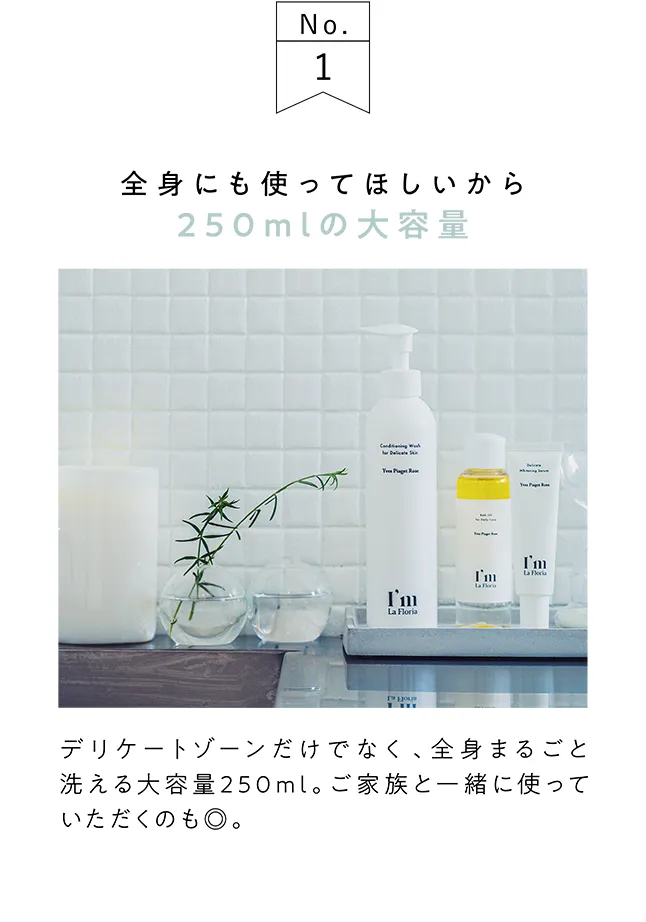 No.
1
全身にも使ってほしいから
250mlの大容量
Conditioning Wash
for Delicate Skin
Yves Piaget Rose
I'm
La Floria
Yves Piaget Rose
I'm
La Floria
Delicate
Whitening Serum
Yves Piaget Rose
I'm
La Floria
La Floria
デリケートゾーンだけでなく、全身まるごと
洗える大容量250ml。ご家族と一緒に使って
いただくのも◎。